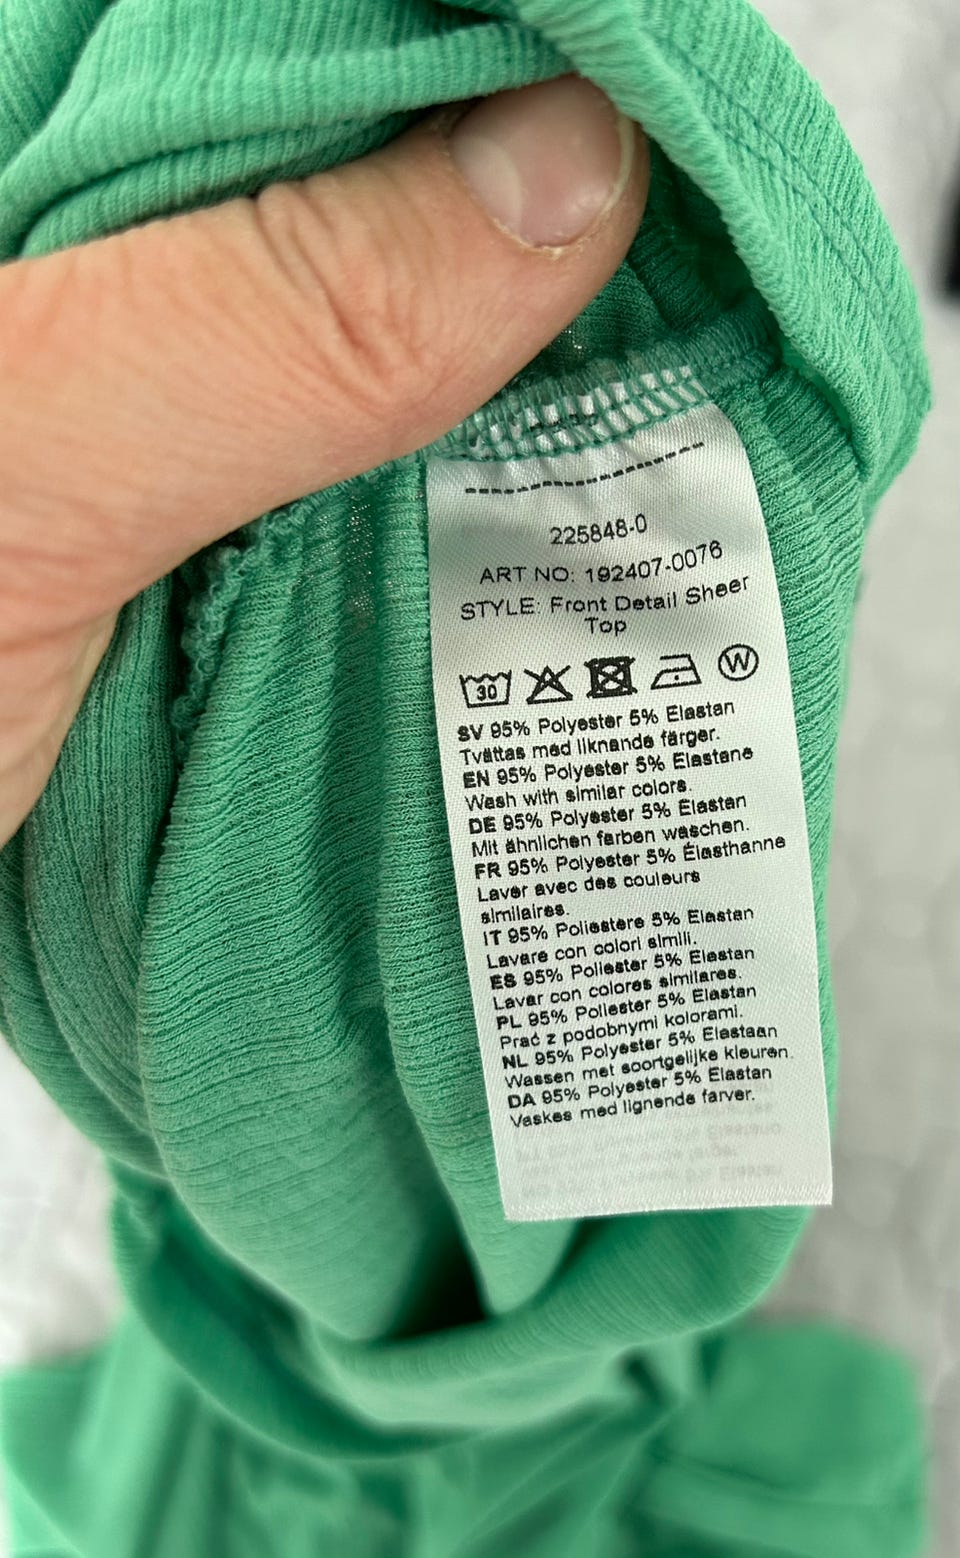 225848-0
ART NO: 192407-0076
STYLE: Front Detail Sheer
Top
30
W
SV 95% Polyester 5% Elastan
Tvättas med liknande färger.
EN 95% Polyester 5% Elastane
Wash with similar colors.
DE 95% Polyester 5% Elastan
Mit ähnlichen farben waschen.
FR 95% Polyester 5% Élasthanne
Laver avec des couleurs
similaires.
IT 95% Poliestere 5% Elastan
Lavare con colori simili.
ES 95% Poliester 5% Elastan
Lavar con colores similares.
PL 95% Poliester 5% Elastan
Prać z podobnymi kolorami.
NL 95% Polyester 5% Elastaan
Wassen met soortgelijke kleuren.
DA 95% Polyester 5% Elastan
Vaskes med lignende farver.